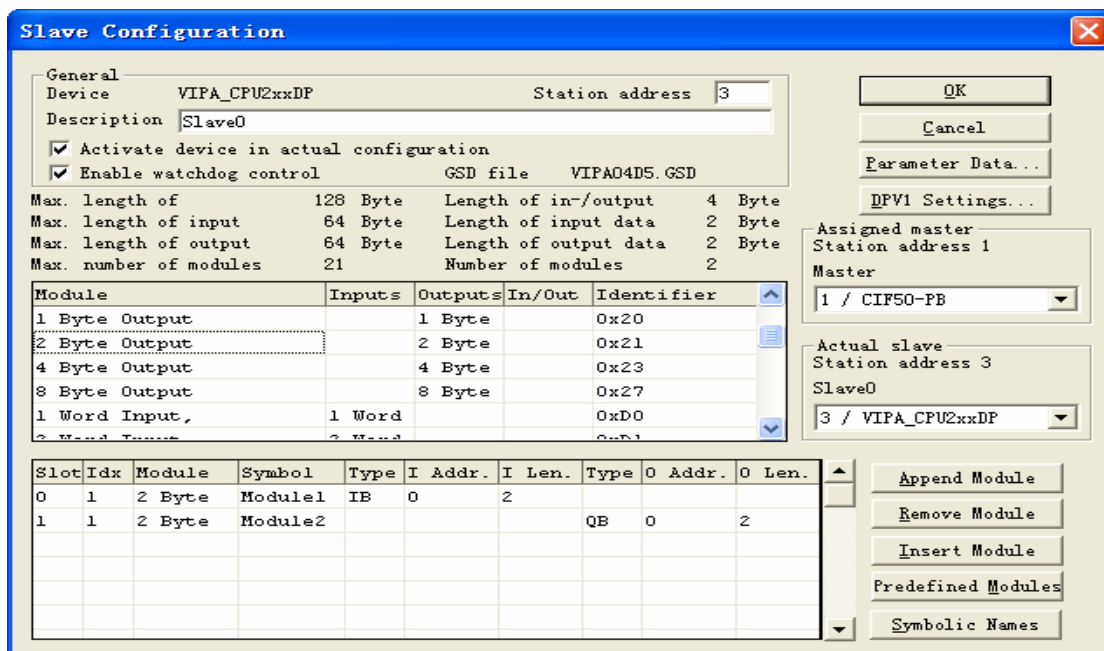 Slave Configuration
General
Device VIPA_CPU2xxDP Station address 3
Description Slave0
Activate device in actual configuration
Enable watchdog control GSD file VIPA04D5.GSD
Max. length of 128 Byte Length of in-/output 4 Byte
Max. length of input 64 Byte Length of input data 2 Byte
Max. length of output 64 Byte Length of output data 2 Byte
Max. number of modules 21 Number of modules 2
Module Inputs Outputs In/Out Identifier
1 Byte Output 1 Byte 0x20
2 Byte Output 2 Byte 0x21
4 Byte Output 4 Byte 0x23
8 Byte Output 8 Byte 0x27
1 Word Input, 1 Word 0xD0
Slot Idx Module Symbol Type I Addr. I Len. Type O Addr. O Len.
0 1 2 Byte Module1 IB 0 2
1 1 2 Byte Module2 QB 0 2
OK
Cancel
Parameter Data...
DPV1 Settings...
Assigned master
Station address 1
Master
1 / CIF50-PB
Actual slave
Station address 3
Slave0
3 / VIPA_CPU2xxDP
Append Module
Remove Module
Insert Module
Predefined Modules
Symbolic Names